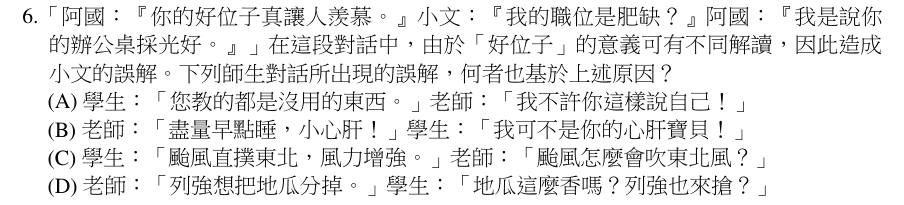 6.「阿國：『你的好位子真讓人羨慕。』小文：『我的職位是肥缺？』阿國：『我是說你
的辦公桌採光好。』」在這段對話中，由於「好位子」的意義可有不同解讀，因此造成
小文的誤解。下列師生對話所出現的誤解，何者也基於上述原因？
(A) 學生：「您教的都是沒用的東西。」老師：「我不許你這樣說自己！」
(B) 老師：「盡量早點睡，小心肝！」學生：「我可不是你的心肝寶貝！」
(C) 學生：「颱風直撲東北，風力增強。」老師：「颱風怎麼會吹東北風？」
(D) 老師：「列強想把地瓜分掉。」學生：「地瓜這麼香嗎？列強也來搶？」